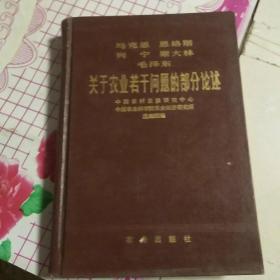 马克思 恩格斯
列宁 斯大林
毛泽东
关于农业若干问题的部分论述
中国农村发展研究中心
农业出版社